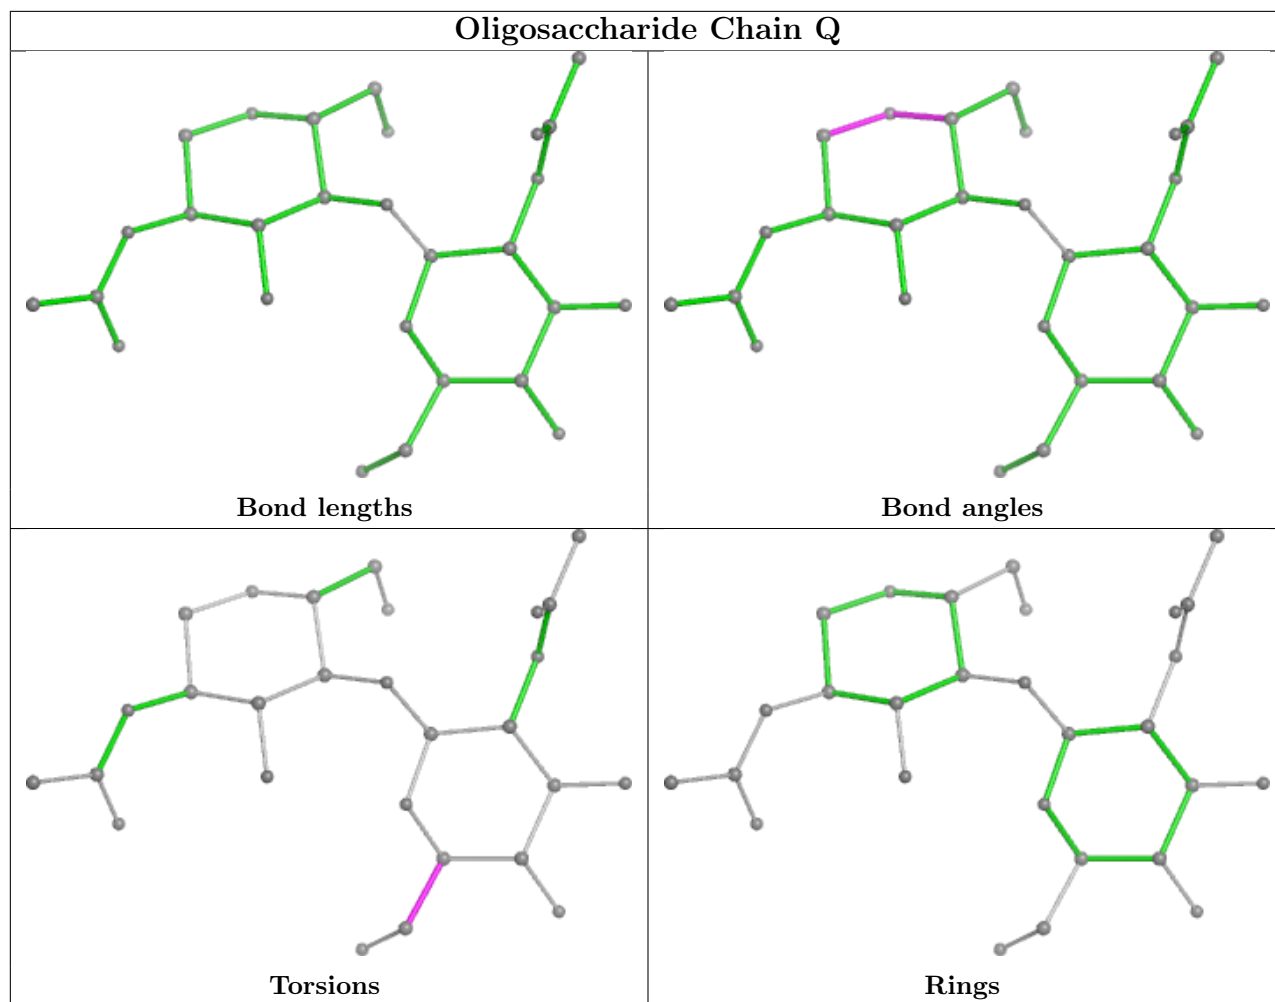 Oligosaccharide Chain Q
Bond lengths
Bond angles
Torsions
Rings